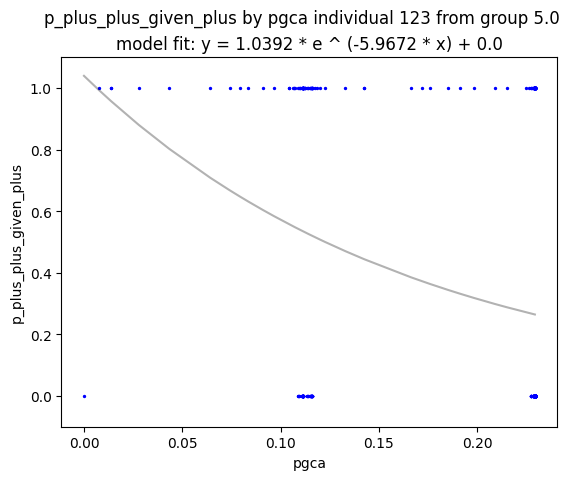 p_plus_plus_given_plus by pgca individual 123 from group 5.0
model fit: y = 1.0392 * e ^ (-5.9672 * x) + 0.0
p_plus_plus_given_plus
1.0
0.8
0.6
0.4
0.2
0.0
0.00 0.05 0.10 0.15 0.20
pgca